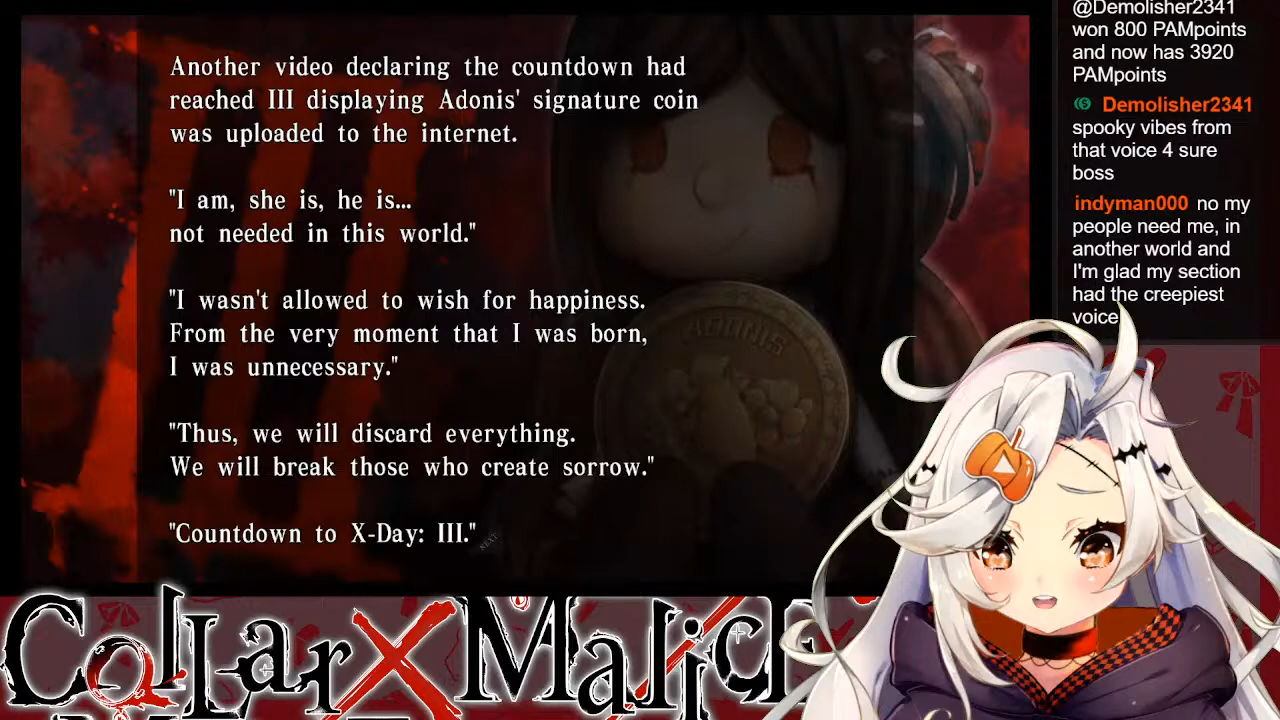 Another video declaring the countdown had
reached III displaying Adonis' signature coin
was uploaded to the internet.
"I am, she is, he is...
not needed in this world."
"I wasn't allowed to wish for happiness.
From the very moment that I was born,
I was unnecessary."
"Thus, we will discard everything.
We will break those who create sorrow."
"Countdown to X-Day: III."
NEXT
ADONIS
@Demolisher2341
won 800 PAMpoints
and now has 3920
PAMpoints
Demolisher2341
spooky vibes from
that voice 4 sure
boss
indyman000 no my
people need me, in
another world and
I'm glad my section
had the creepiest
voice
Collar X Malice